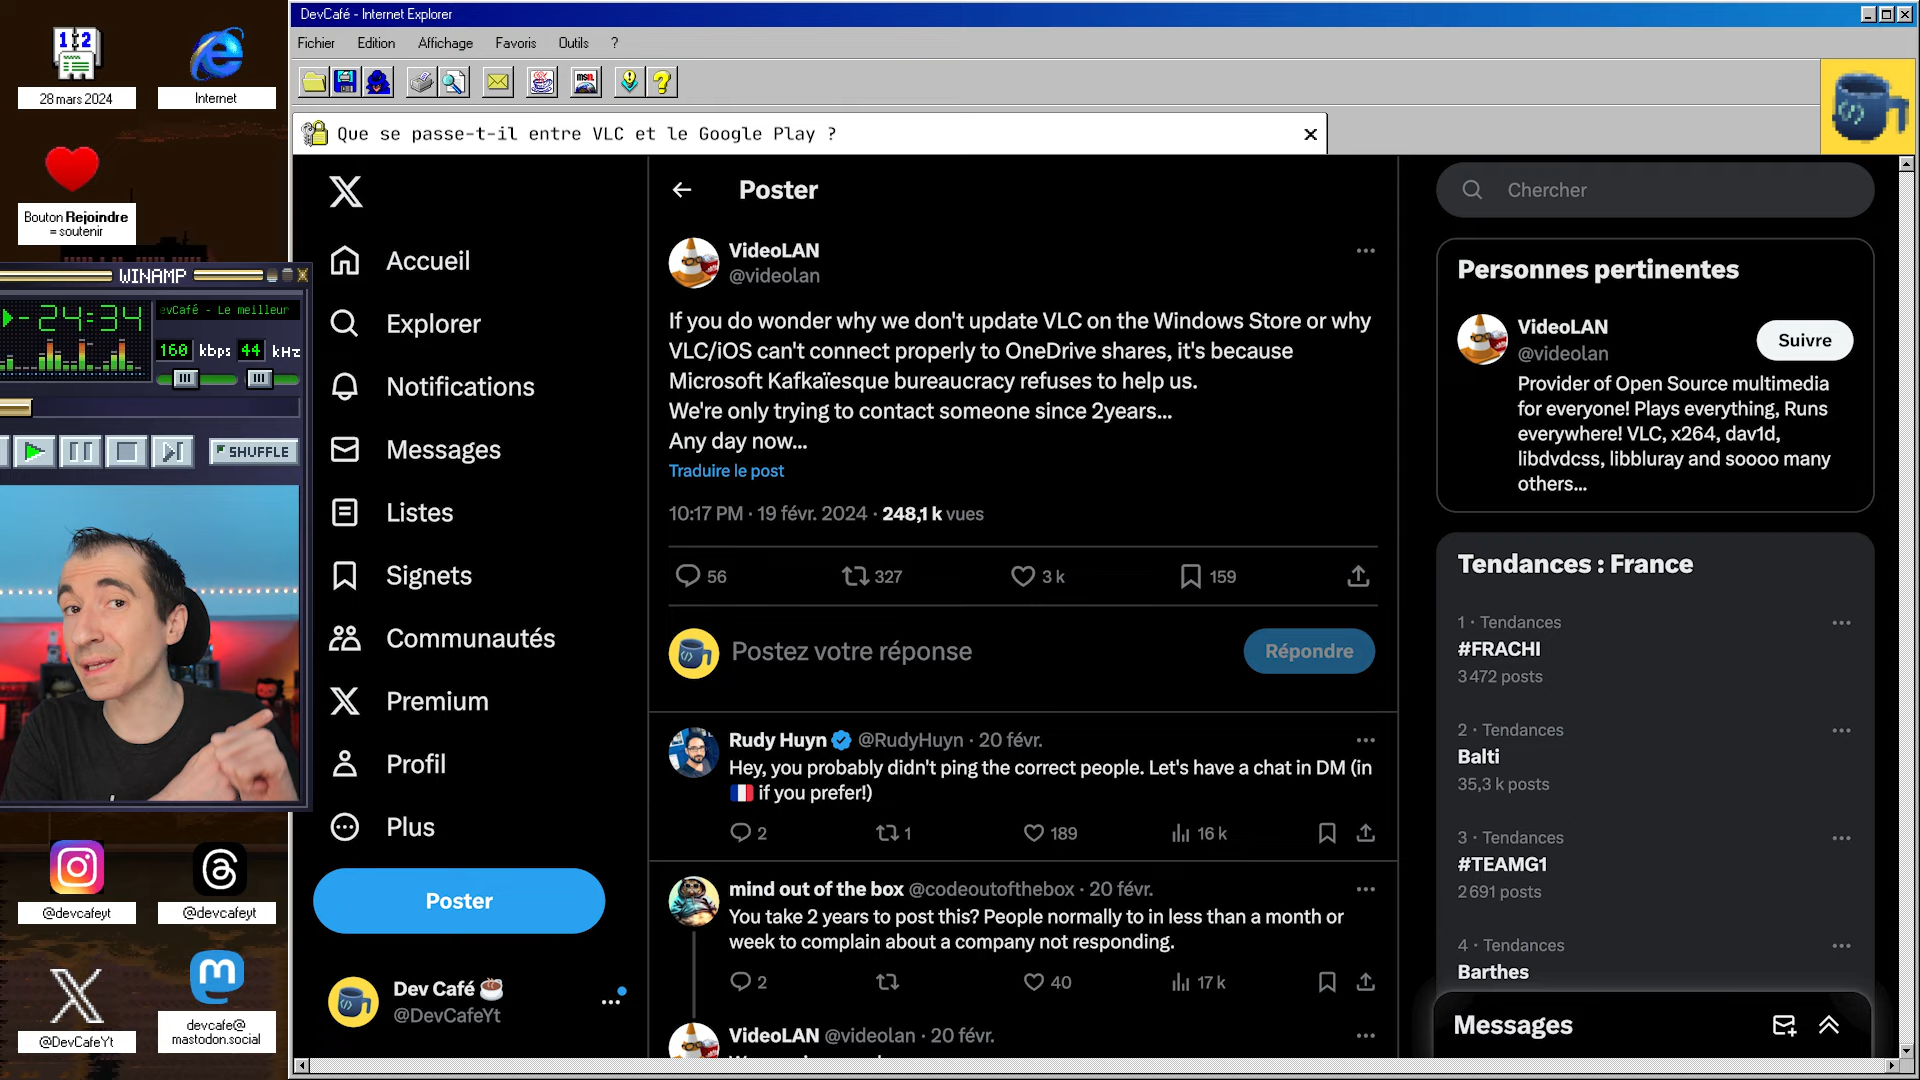 DevCafé - Internet Explorer
Fichier Edition Affichage Favoris Outils ?
12
28 mars 2024
Internet
msn.
Que se passe-t-il entre VLC et le Google Play ?
Bouton Rejoindre
= soutenir
WINAMP
-24:34
evCafé - Le meilleur
160 kbps 44 kHz
SHUFFLE
@devcafeyt
@devcafeyt
@DevCafeYt
devcafe@
mastodon.social
Accueil
Explorer
Notifications
Messages
Listes
Signets
Communautés
Premium
Profil
Plus
Poster
Dev Café
@DevCafeYt
Poster
VideoLAN
@videolan
If you do wonder why we don't update VLC on the Windows Store or why
VLC/iOS can't connect properly to OneDrive shares, it's because
Microsoft Kafkaïesque bureaucracy refuses to help us.
We're only trying to contact someone since 2years...
Any day now...
Traduire le post
10:17 PM · 19 févr. 2024 · 248,1 k vues
56 327 3 k 159
Postez votre réponse
Répondre
Rudy Huyn @RudyHuyn · 20 févr.
Hey, you probably didn't ping the correct people. Let's have a chat in DM (in
🇫🇷 if you prefer!)
2 1 189 16 k
mind out of the box @codeoutofthebox · 20 févr.
You take 2 years to post this? People normally to in less than a month or
week to complain about a company not responding.
2 40 17 k
VideoLAN @videolan · 20 févr.
Chercher
Personnes pertinentes
VideoLAN
@videolan
Suivre
Provider of Open Source multimedia
for everyone! Plays everything, Runs
everywhere! VLC, x264, dav1d,
libdvdcss, libbluray and soooo many
others...
Tendances : France
1 · Tendances
#FRACHI
3 472 posts
2 · Tendances
Balti
35,3 k posts
3 · Tendances
#TEAMG1
2 691 posts
4 · Tendances
Barthes
Messages